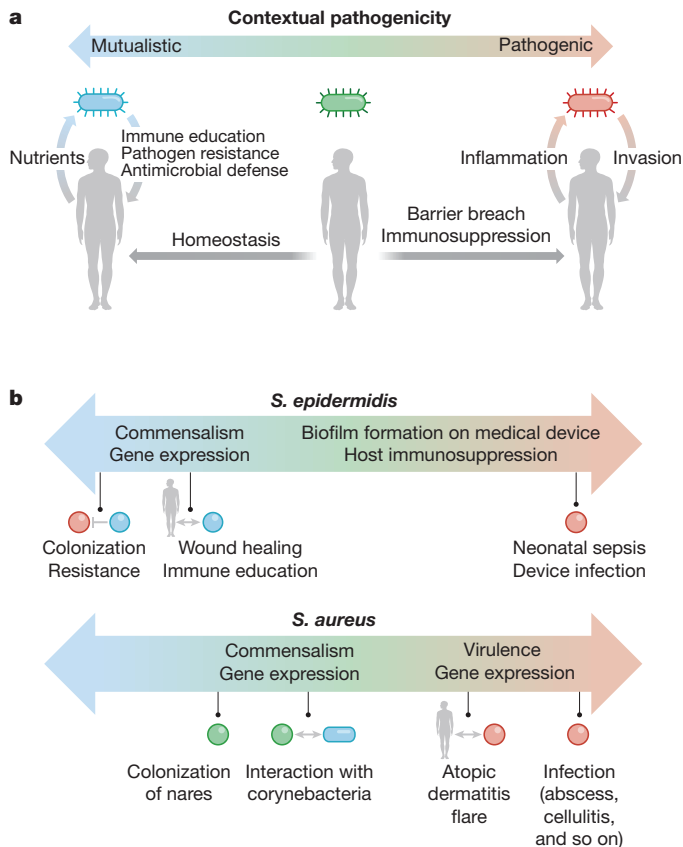 a
Contextual pathogenicity
Mutualistic
Pathogenic
Nutrients
Immune education
Pathogen resistance
Antimicrobial defense
Inflammation
Invasion
Homeostasis
Barrier breach
Immunosuppression
b
S. epidermidis
Commensalism
Gene expression
Biofilm formation on medical device
Host immunosuppression
Colonization
Resistance
Wound healing
Immune education
Neonatal sepsis
Device infection
S. aureus
Commensalism
Gene expression
Virulence
Gene expression
Colonization
of nares
Interaction with
corynebacteria
Atopic
dermatitis
flare
Infection
(abscess,
cellulitis,
and so on)